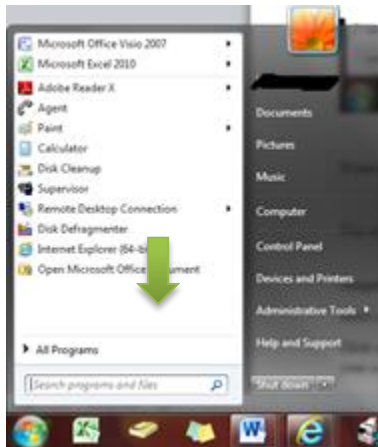 Microsoft Office Visio 2007
Microsoft Excel 2010
Adobe Reader X
Agent
Paint
Calculator
Disk Cleanup
Supervisor
Remote Desktop Connection
Disk Defragmenter
Internet Explorer (64-bi
Open Microsoft Office ument
All Programs
Search programs and files
Documents
Pictures
Music
Computer
Control Panel
Devices and Printers
Administrative Tools
Help and Support
Shut down